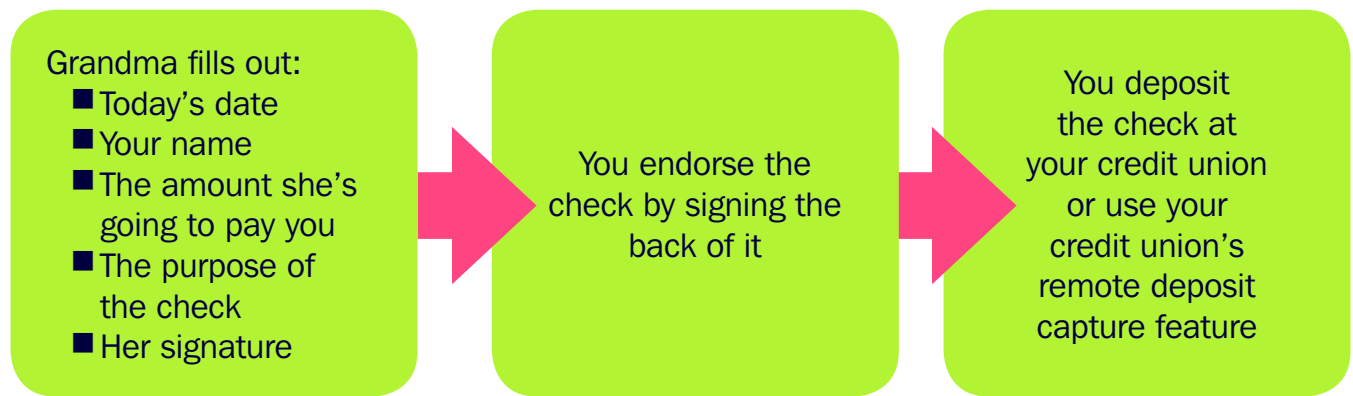 Grandma fills out:
■ Today’s date
■ Your name
■ The amount she’s
going to pay you
■ The purpose of
the check
■ Her signature
You endorse the
check by signing the
back of it
You deposit
the check at
your credit union
or use your
credit union’s
remote deposit
capture feature